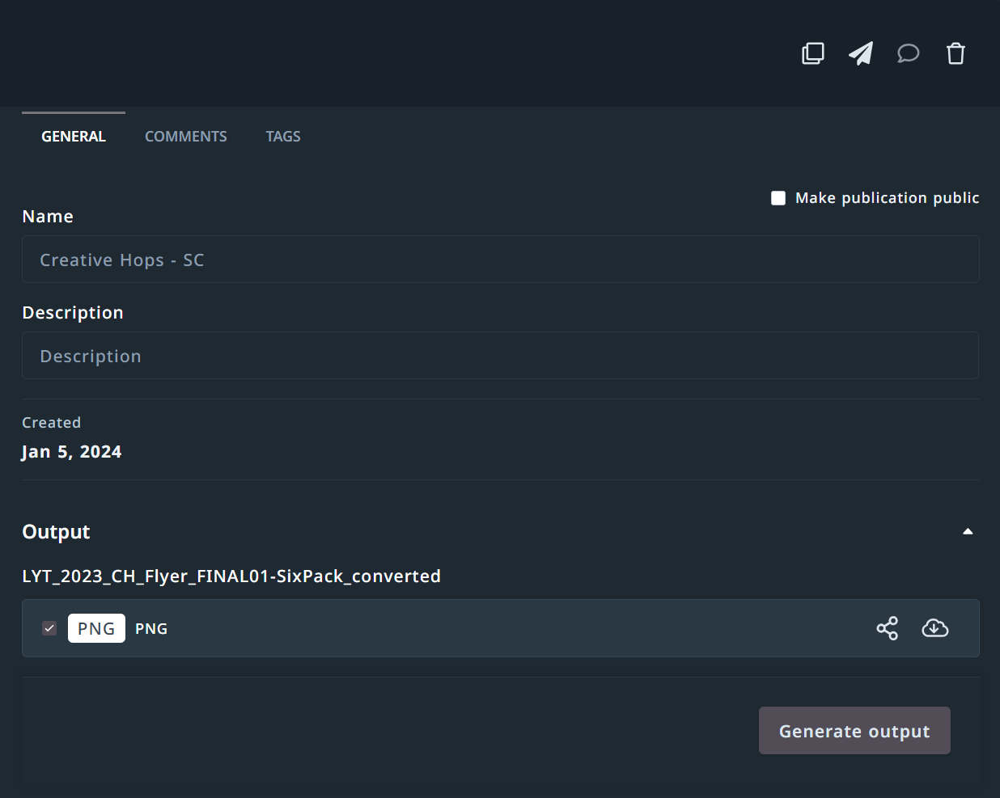 GENERAL COMMENTS TAGS
Make publication public
Name
Creative Hops - SC
Description
Description
Created
Jan 5, 2024
Output
LYT_2023_CH_Flyer_FINAL01-SixPack_converted
PNG PNG
Generate output